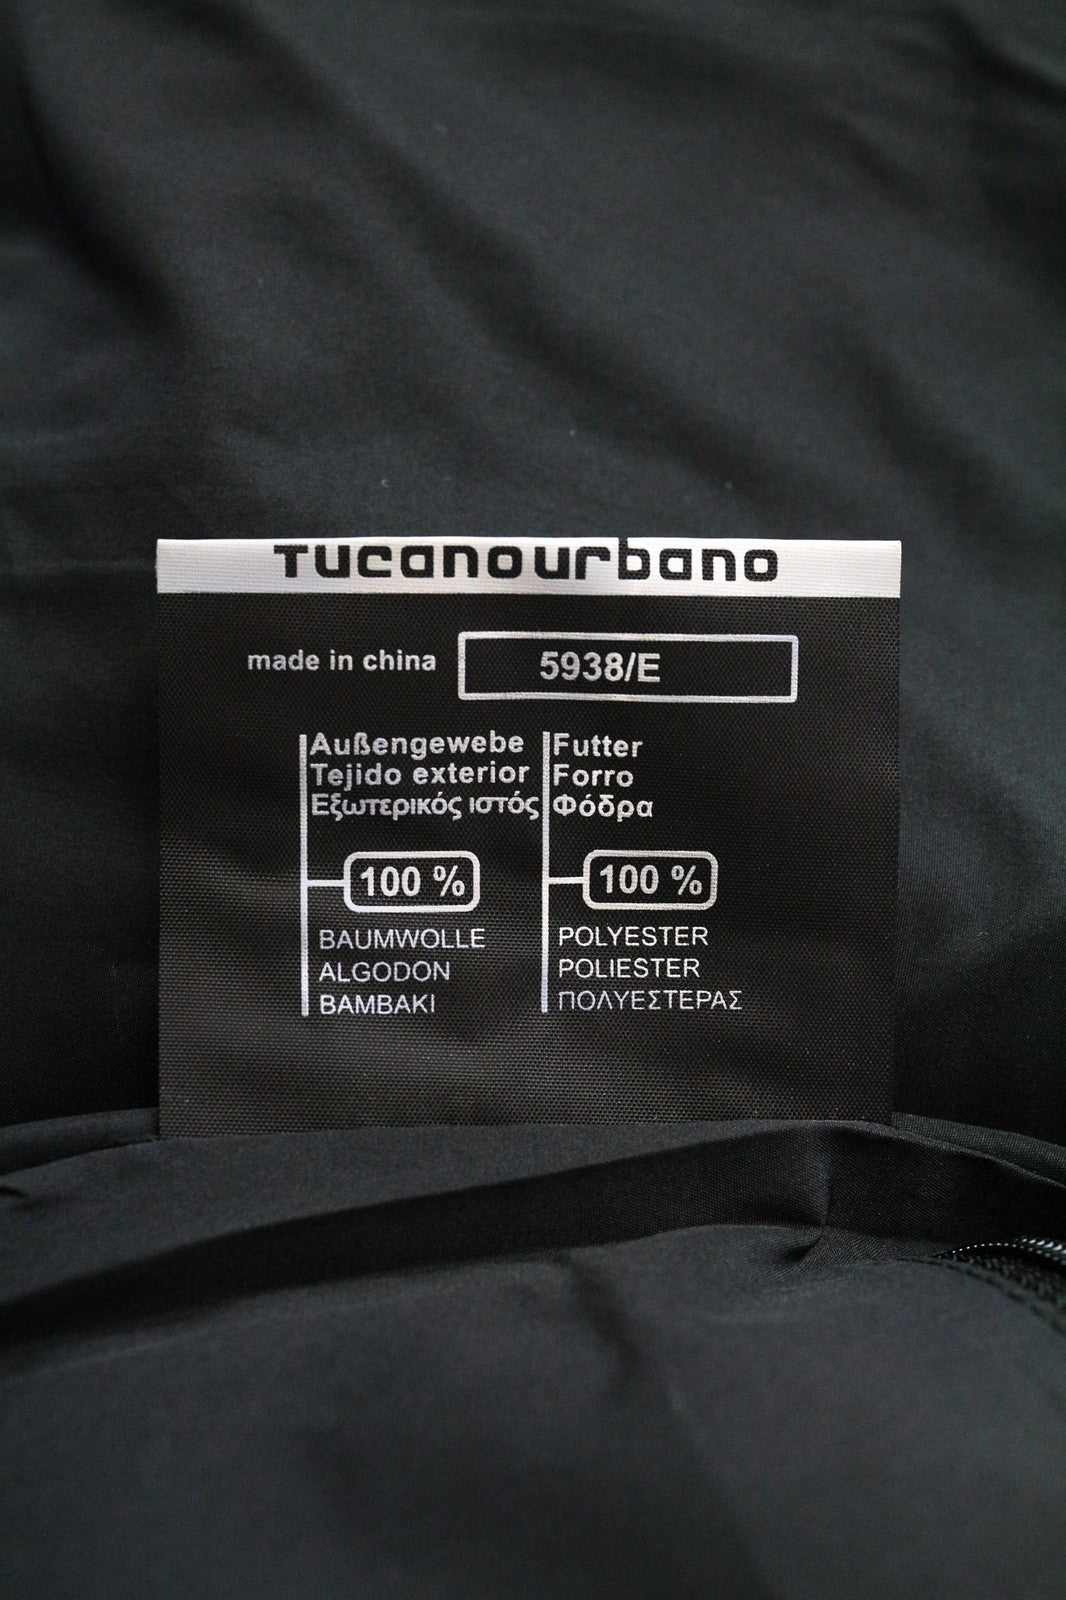 Tucanourbano
made in china
5938/E
Außengewebe
Tejido exterior
Εξωτερικός ιστός
100 %
BAUMWOLLE
ALGODON
ΒΑΜΒΑΚΙ
Futter
Forro
Φόδρα
100 %
POLYESTER
POLIESTER
ΠΟΛΥΕΣΤΕΡΑΣ